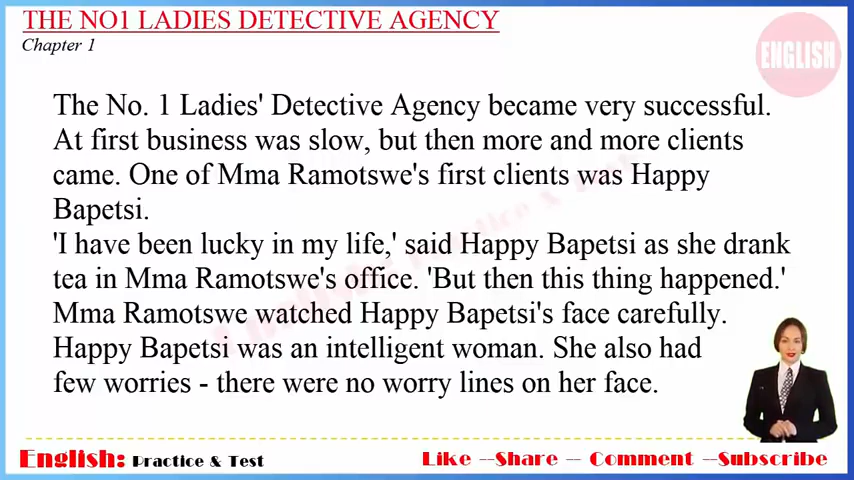 THE NO1 LADIES DETECTIVE AGENCY
Chapter 1
ENGLISH
The No. 1 Ladies' Detective Agency became very successful.
At first business was slow, but then more and more clients
came. One of Mma Ramotswe's first clients was Happy
Bapetsi.
'I have been lucky in my life,' said Happy Bapetsi as she drank
tea in Mma Ramotswe's office. 'But then this thing happened.'
Mma Ramotswe watched Happy Bapetsi's face carefully.
Happy Bapetsi was an intelligent woman. She also had
few worries - there were no worry lines on her face.
English: Practice & Test
Like --Share -- Comment --Subscribe